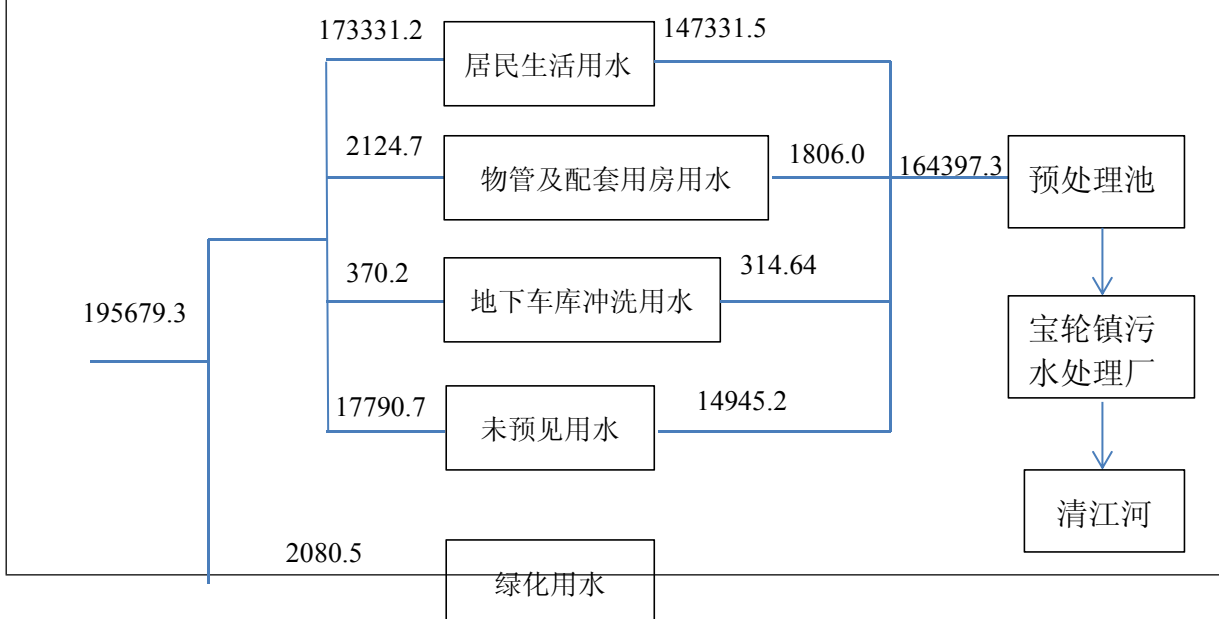 173331.2
居民生活用水
147331.5
2124.7
物管及配套用房用水
1806.0
164397.3
预处理池
370.2
地下车库冲洗用水
314.64
195679.3
宝轮镇污
水处理厂
17790.7
未预见用水
14945.2
清江河
2080.5
绿化用水